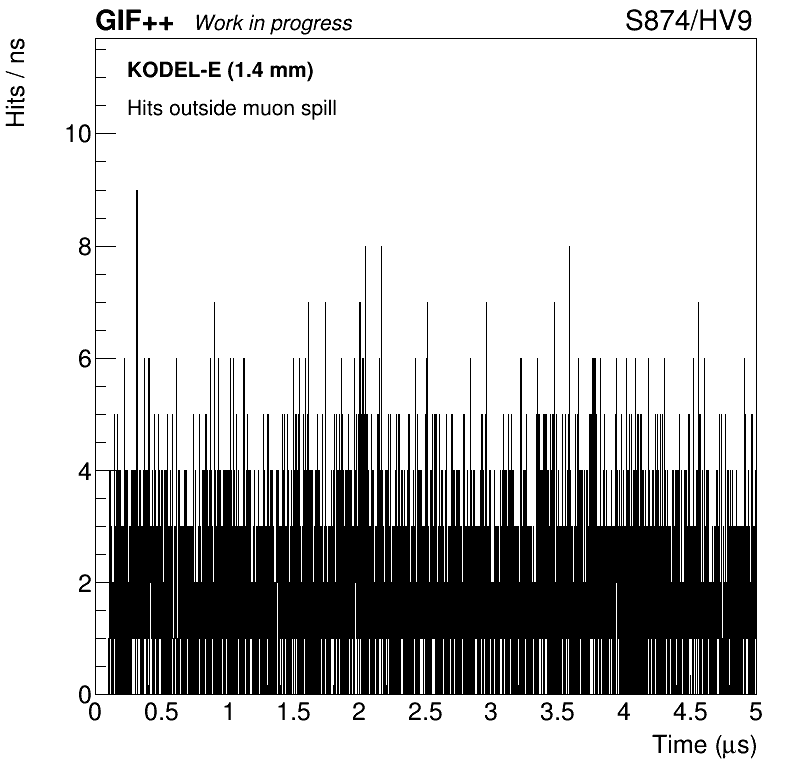 GIF++ Work in progress S874/HV9
Hits / ns
KODEL-E (1.4 mm)
Hits outside muon spill
10
8
6
4
2
0
0 0.5 1 1.5 2 2.5 3 3.5 4 4.5 5
Time (μs)